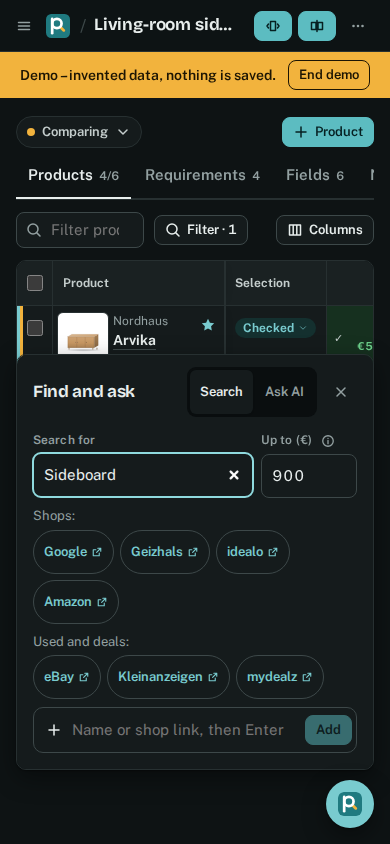 / Living-room sid...
Demo – invented data, nothing is saved. End demo
Comparing + Product
Products 4/6 Requirements 4 Fields 6
Filter · 1 Columns
Product Selection
Nordhaus
Arvika Checked ✓
€5
Find and ask Search Ask AI
Search for Up to (€)
Sideboard 900
Shops:
Google Geizhals idealo
Amazon
Used and deals:
eBay Kleinanzeigen mydealz
+ Name or shop link, then Enter Add